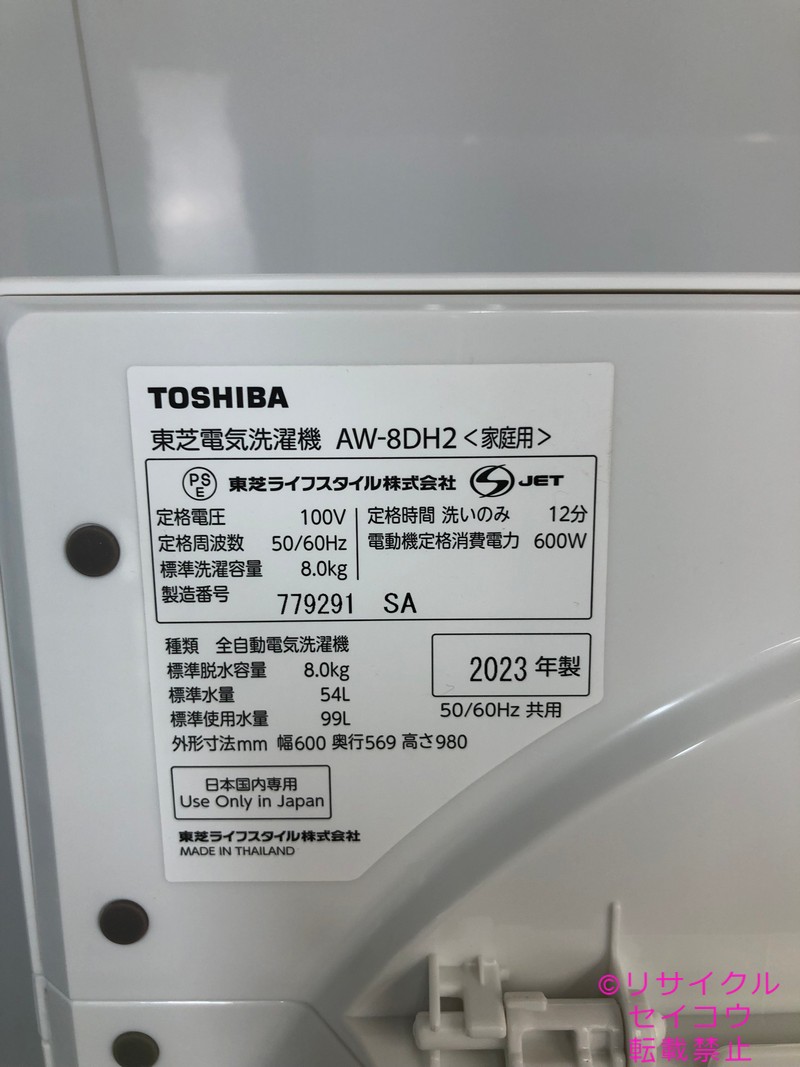 TOSHIBA
東芝電気洗濯機 AW-8DH2<家庭用>
PS E 東芝ライフスタイル株式会社 S JET
定格電圧 100V 定格時間 洗いのみ 12分
定格周波数 50/60Hz 電動機定格消費電力 600W
標準洗濯容量 8.0kg
製造番号 779291 SA
種類 全自動電気洗濯機
標準脱水容量 8.0kg 2023年製
標準水量 54L
標準使用水量 99L 50/60Hz 共用
外形寸法mm 幅600 奥行569 高さ980
日本国内専用
Use Only in Japan
東芝ライフスタイル株式会社
MADE IN THAILAND
©リサイクル
セイコウ
転載禁止